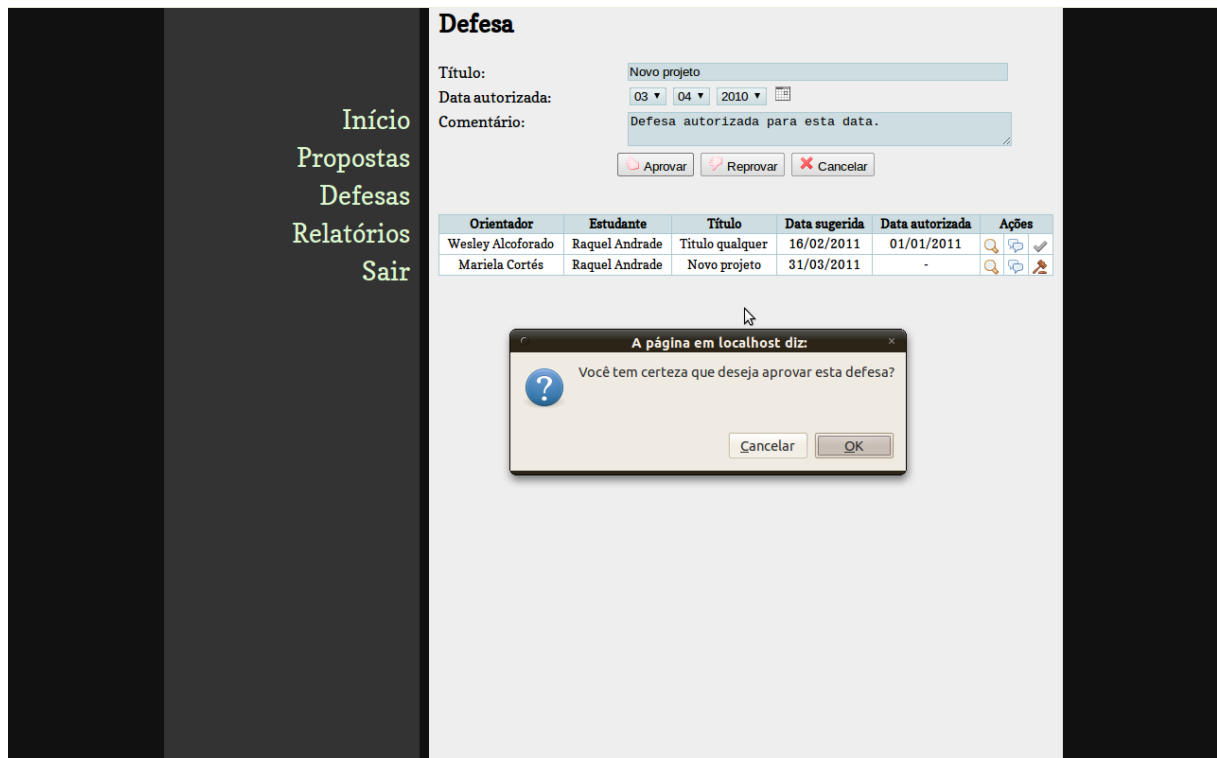 Defesa
Título: Novo projeto
Data autorizada: 03 04 2010
Comentário: Defesa autorizada para esta data.
Aprovar Reprovar Cancelar
Início
Propostas
Defesas
Relatórios
Sair
Orientador Estudante Título Data sugerida Data autorizada Ações
Wesley Alcoforado Raquel Andrade Titulo qualquer 16/02/2011 01/01/2011
Mariela Cortés Raquel Andrade Novo projeto 31/03/2011 -
A página em localhost diz:
Você tem certeza que deseja aprovar esta defesa?
Cancelar OK